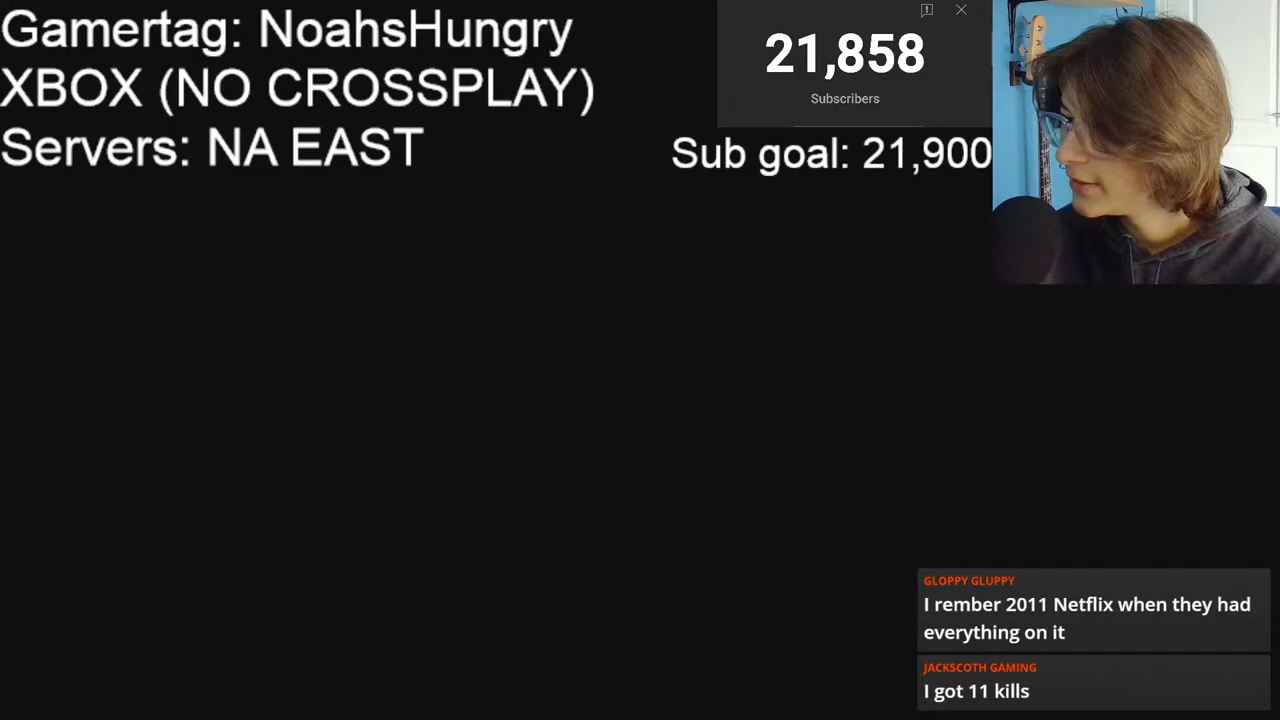 Gamertag: NoahsHungry
XBOX (NO CROSSPLAY)
Servers: NA EAST
21,858
Subscribers
Sub goal: 21,900
GLOPPY GLUPPY
I rember 2011 Netflix when they had
everything on it
JACKSCOTH GAMING
I got 11 kills